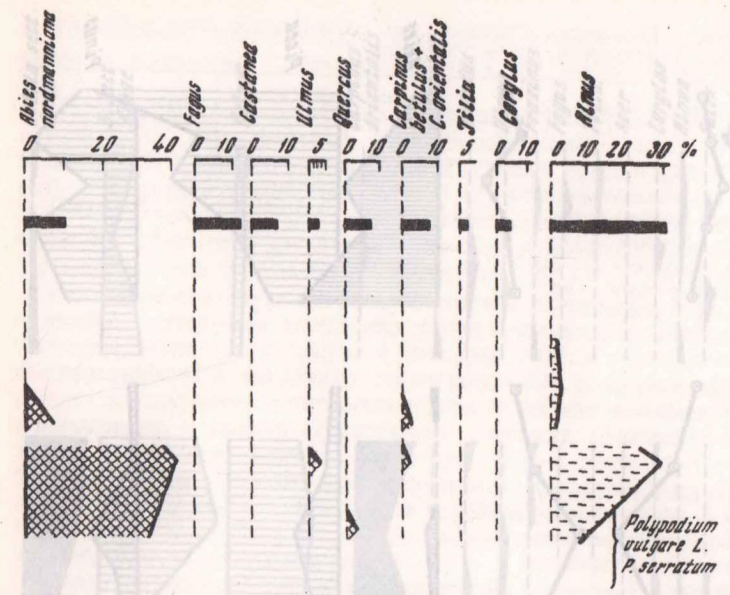 Abies
nordmanniana
Fagus
Castanea
Ulmus
Quercus
Carpinus
betulus +
C. orientalis
Tilia
Corylus
Alnus
0 20 40 0 10 0 10 5 0 10 0 10 5 0 10 0 10 20 30 %
Polypodium
vulgare L.
P. serratum